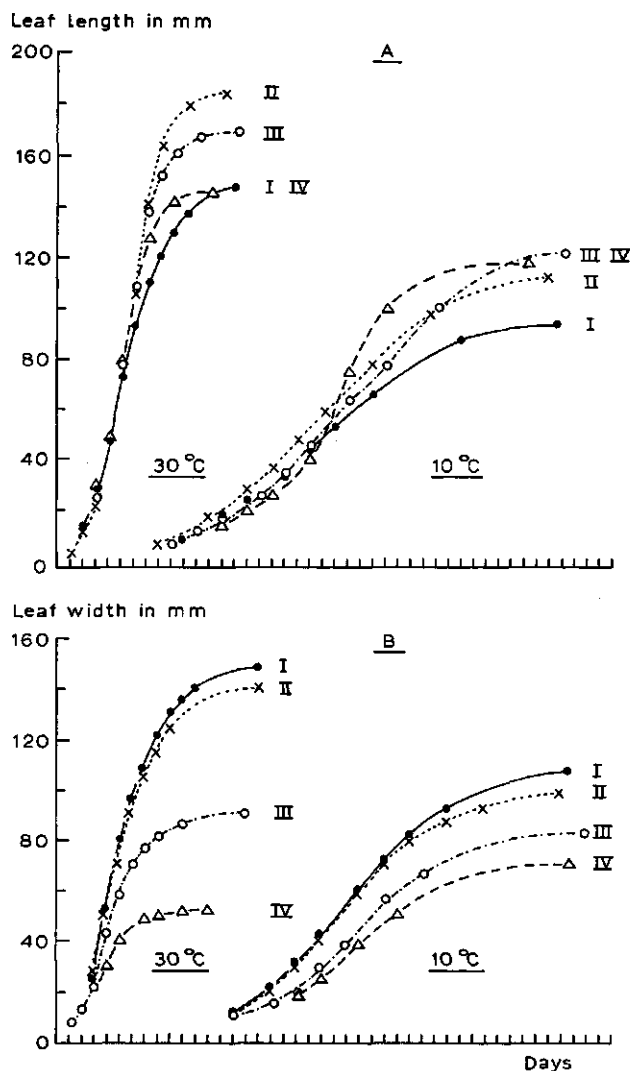 Leaf length in mm
A
200
II
III
160
I IV
120
III IV
II
I
80
40
30 °C
10 °C
0
Leaf width in mm
B
160
I
II
120
I
II
III
III
80
IV
IV
40
30 °C
10 °C
0
Days